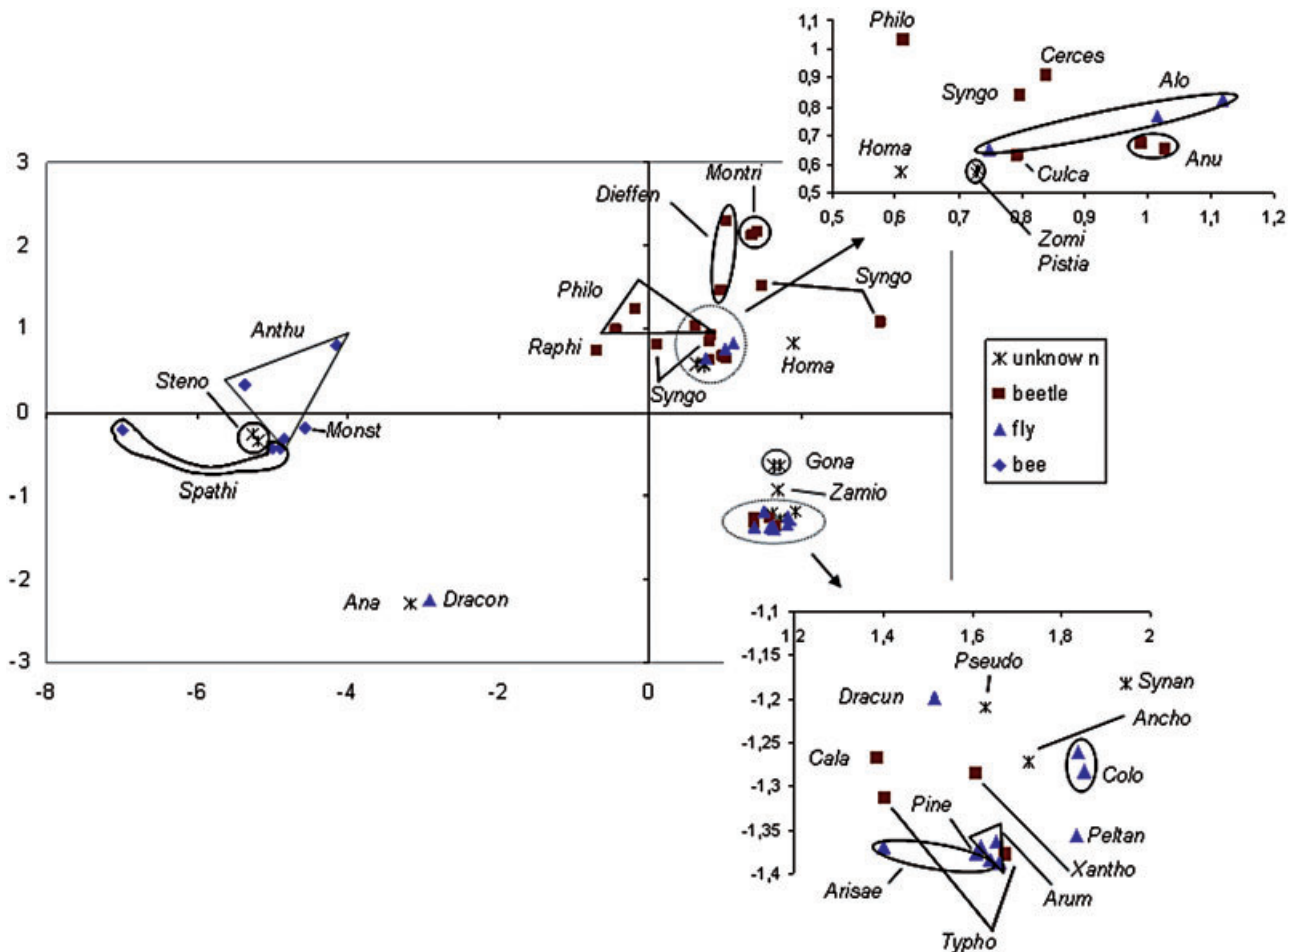 Philo
1,1
1
0,9
0,8
0,7
0,6
0,5
Cerces
Syngo
Alo
Homa
Culca
Anu
0,5 0,6 0,7 0,8 0,9 1 1,1 1,2
Zomi
Pistia
3
2
1
0
-1
-2
-3
Montri
Dieffen
Syngo
Philo
Anthu
Raphi
Homa
Steno
Syngo
Monst
Spathi
Gona
Zamio
Ana
Dracon
-8 -6 -4 -2 0
unknown
beetle
fly
bee
-1,1
-1,15
-1,2
-1,25
-1,3
-1,35
-1,4
1,2 1,4 1,6 1,8 2
Pseudo
Dracun
Synan
Ancho
Cala
Colo
Pine
Peltan
Xantho
Arisae
Arum
Typho